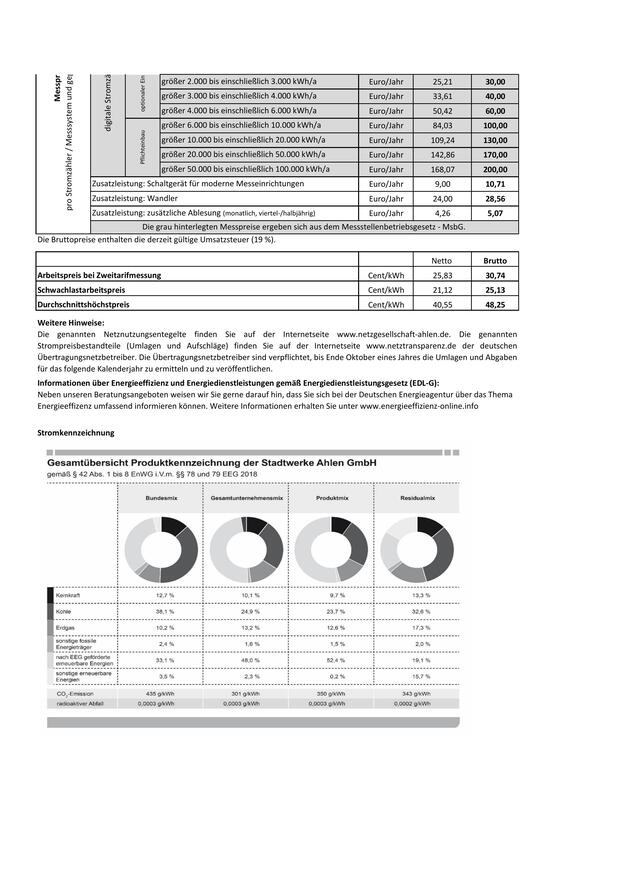 Messpr
pro Stromzähler / Messsystem und ge
digitale Stromzä
optionaler Ein
Pflichteinbau
größer 2.000 bis einschließlich 3.000 kWh/a Euro/Jahr 25,21 30,00
größer 3.000 bis einschließlich 4.000 kWh/a Euro/Jahr 33,61 40,00
größer 4.000 bis einschließlich 6.000 kWh/a Euro/Jahr 50,42 60,00
größer 6.000 bis einschließlich 10.000 kWh/a Euro/Jahr 84,03 100,00
größer 10.000 bis einschließlich 20.000 kWh/a Euro/Jahr 109,24 130,00
größer 20.000 bis einschließlich 50.000 kWh/a Euro/Jahr 142,86 170,00
größer 50.000 bis einschließlich 100.000 kWh/a Euro/Jahr 168,07 200,00
Zusatzleistung: Schaltgerät für moderne Messeinrichtungen 9,00 10,71
Zusatzleistung: Wandler Euro/Jahr 24,00 28,56
Zusatzleistung: zusätzliche Ablesung (monatlich, viertel-/halbjährig) Euro/Jahr 4,26 5,07
Die grau hinterlegten Messpreise ergeben sich aus dem Messstellenbetriebsgesetz - MsbG.
Die Bruttopreise enthalten die derzeit gültige Umsatzsteuer (19 %).
Netto Brutto
Arbeitspreis bei Zweitarifmessung Cent/kWh 25,83 30,74
Schwachlastarbeitspreis Cent/kWh 21,12 25,13
Durchschnittshöchstpreis Cent/kWh 40,55 48,25
Weitere Hinweise:
Die genannten Netznutzungsentegelte finden Sie auf der Internetseite www.netzgesellschaft-ahlen.de. Die genannten
Strompreisbestandteile (Umlagen und Aufschläge) finden Sie auf der Internetseite www.netztransparenz.de der deutschen
Übertragungsnetzbetreiber. Die Übertragungsnetzbetreiber sind verpflichtet, bis Ende Oktober eines Jahres die Umlagen und Abgaben
für das folgende Kalenderjahr zu ermitteln und zu veröffentlichen.
Informationen über Energieeffizienz und Energiedienstleistungen gemäß Energiedienstleistungsgesetz (EDL-G):
Neben unseren Beratungsangeboten weisen wir Sie gerne darauf hin, dass Sie sich bei der Deutschen Energieagentur über das Thema
Energieeffizenz umfassend informieren können. Weitere Informationen erhalten Sie unter www.energieeffizienz-online.info
Stromkennzeichnung
Gesamtübersicht Produktkennzeichnung der Stadtwerke Ahlen GmbH
gemäß § 42 Abs. 1 bis 8 EnWG i.V.m. §§ 78 und 79 EEG 2018
Bundesmix Gesamtunternehmensmix Produktmix Residualmix
Kernkraft 12,7 % 10,1 % 9,7 % 13,3 %
Kohle 38,1 % 24,9 % 23,7 % 32,6 %
Erdgas 10,2 % 13,2 % 12,6 % 17,3 %
sonstige fossile
Energieträger 2,4 % 1,6 % 1,5 % 2,0 %
nach EEG geförderte
erneuerbare Energien 33,1 % 48,0 % 52,4 % 19,1 %
sonstige erneuerbare
Energien 3,5 % 2,3 % 0,2 % 15,7 %
CO₂-Emission 435 g/kWh 301 g/kWh 350 g/kWh 343 g/kWh
radioaktiver Abfall 0,0003 g/kWh 0,0003 g/kWh 0,0003 g/kWh 0,0002 g/kWh